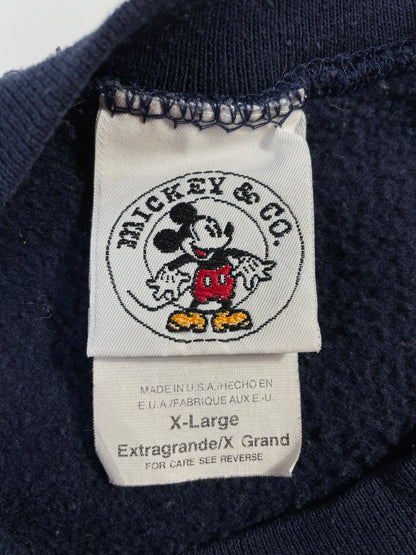 MICKEY & CO.
MADE IN U.S.A./HECHO EN
E.U.A./FABRIQUE AUX E.-U.
X-Large
Extragrande/X Grand
FOR CARE SEE REVERSE